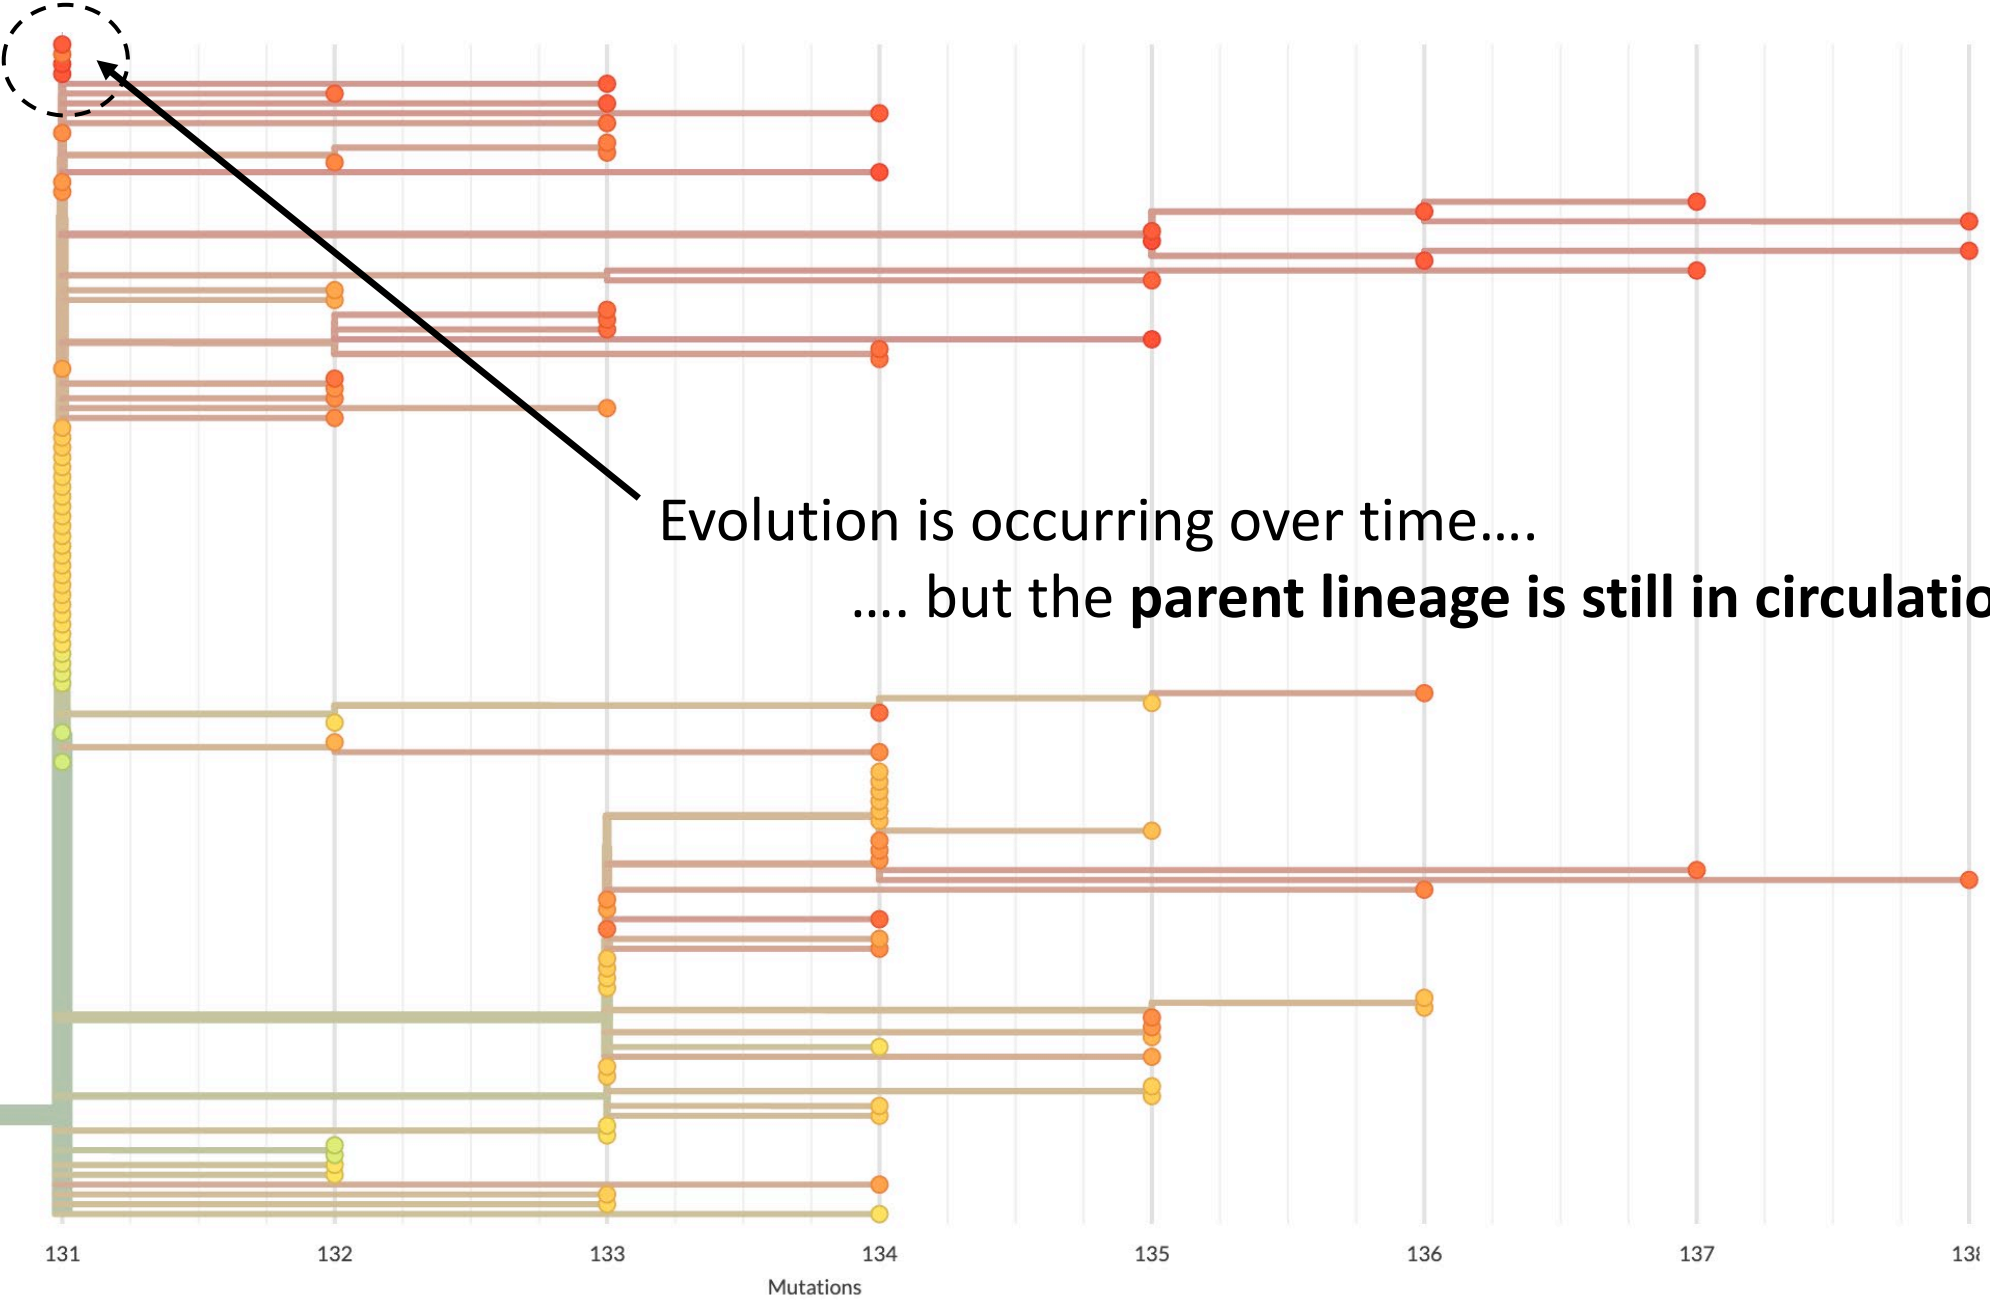 Evolution is occurring over time....
.... but the parent lineage is still in circulatio
131 132 133 134 135 136 137 138
Mutations